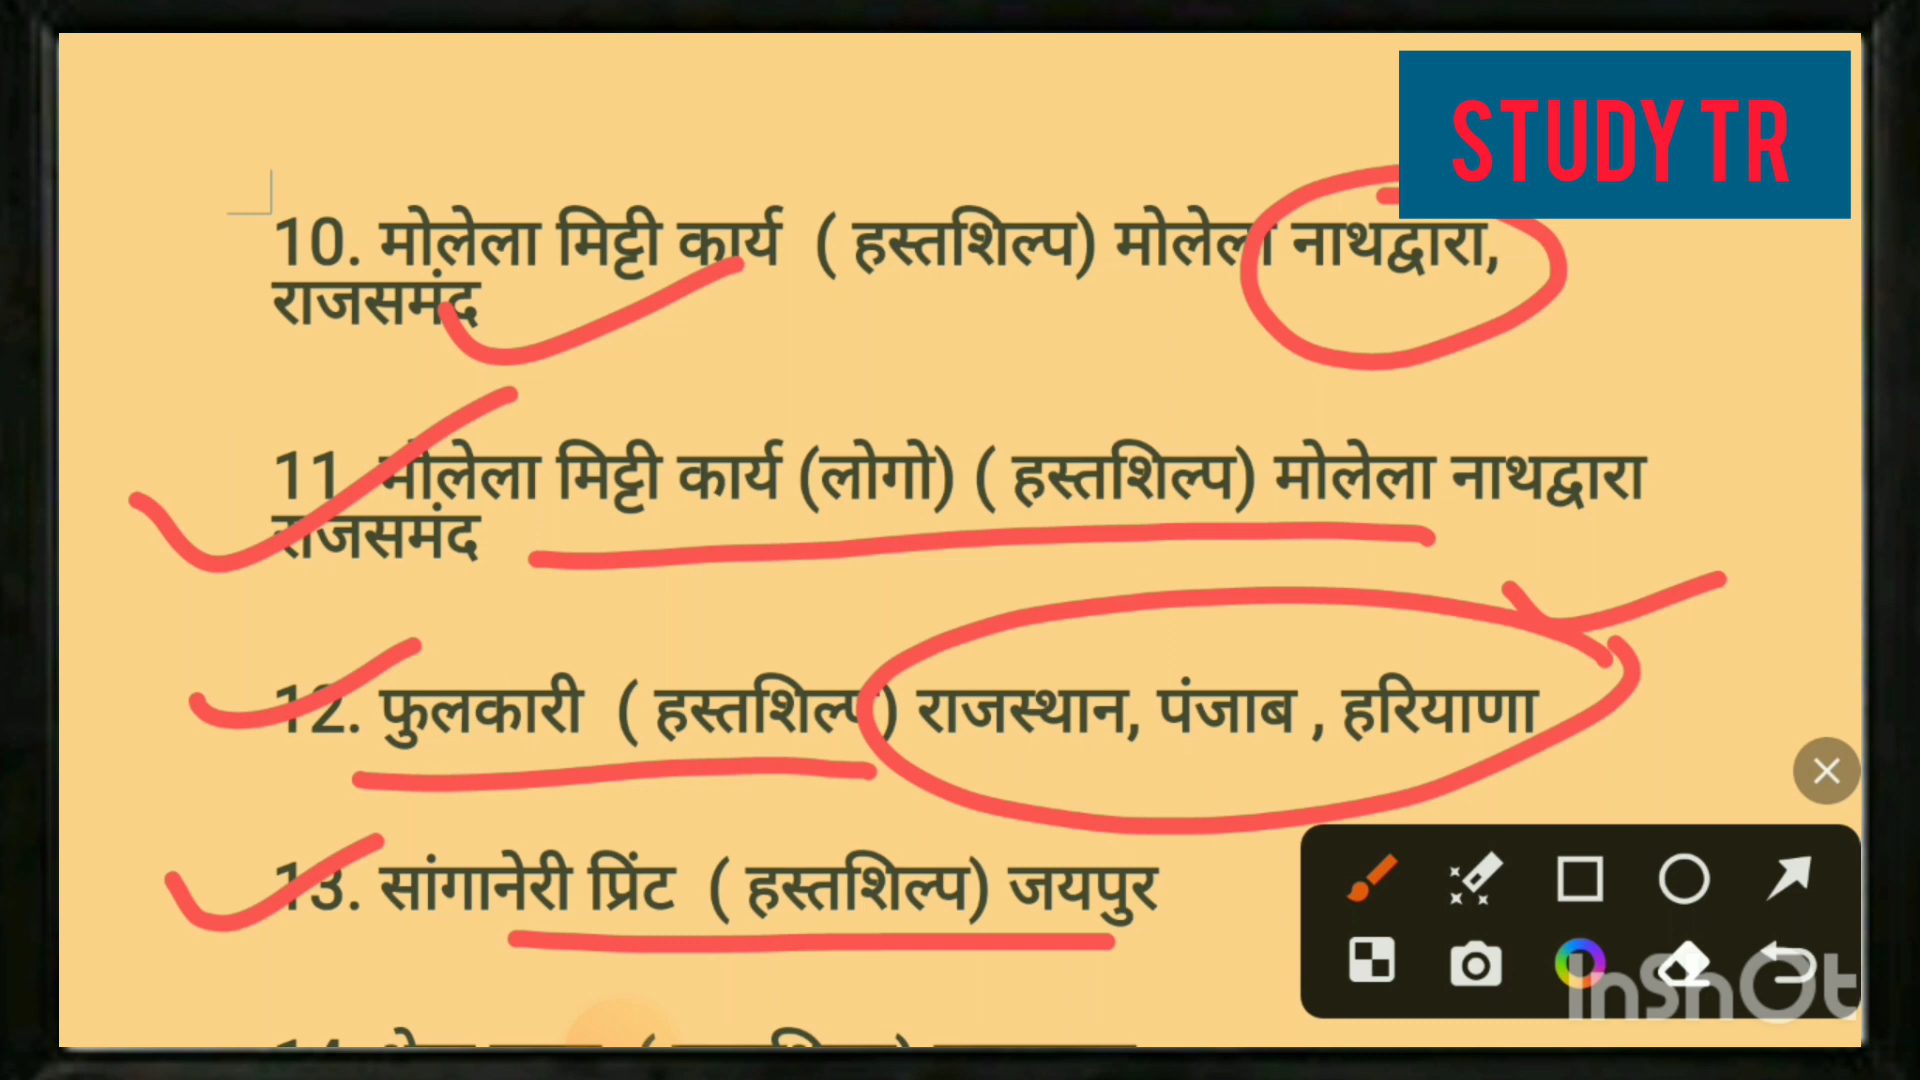 STUDY TR
10. मोलेला मिट्टी कार्य ( हस्तशिल्प) मोलेला नाथद्वारा,
राजसमंद
11. मोलेला मिट्टी कार्य (लोगो) ( हस्तशिल्प) मोलेला नाथद्वारा
राजसमंद
12. फुलकारी ( हस्तशिल्प) राजस्थान, पंजाब , हरियाणा
13. सांगानेरी प्रिंट ( हस्तशिल्प) जयपुर
InShOt